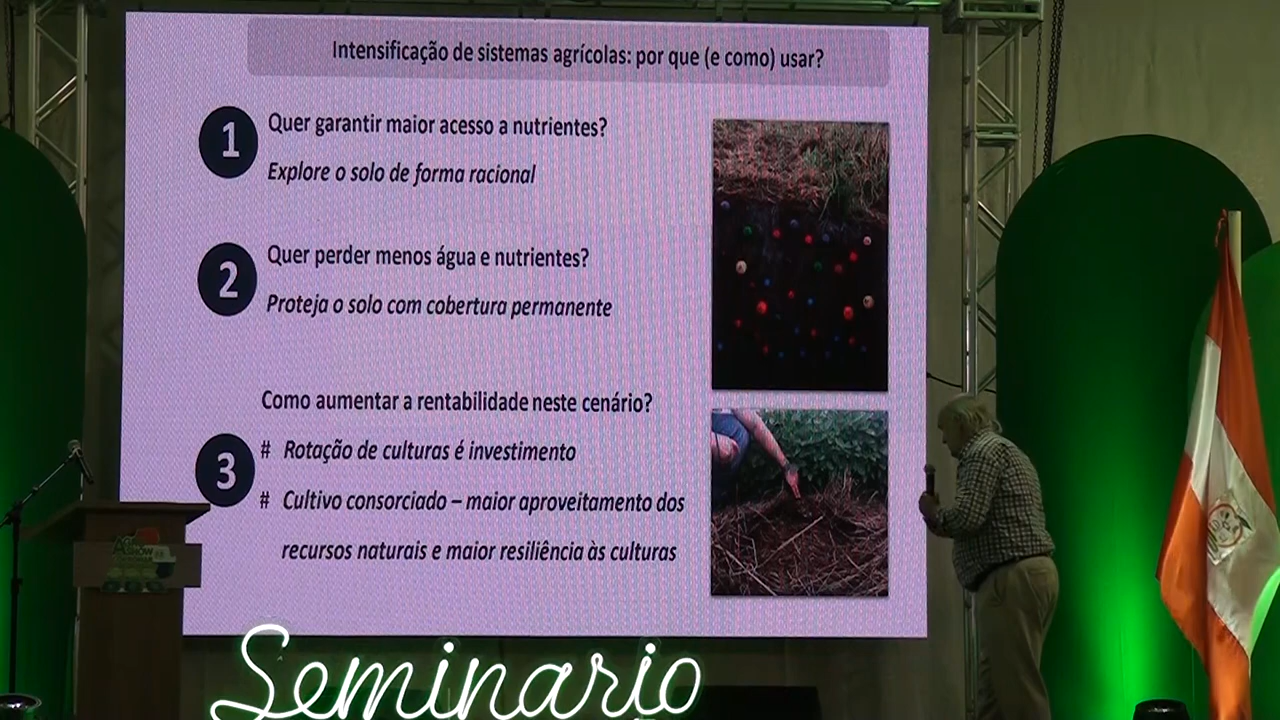 Intensificação de sistemas agrícolas: por que (e como) usar?
1
Quer garantir maior acesso a nutrientes?
Explore o solo de forma racional
2
Quer perder menos água e nutrientes?
Proteja o solo com cobertura permanente
3
Como aumentar a rentabilidade neste cenário?
# Rotação de culturas é investimento
# Cultivo consorciado – maior aproveitamento dos
recursos naturais e maior resiliência às culturas
SHOW
Seminario